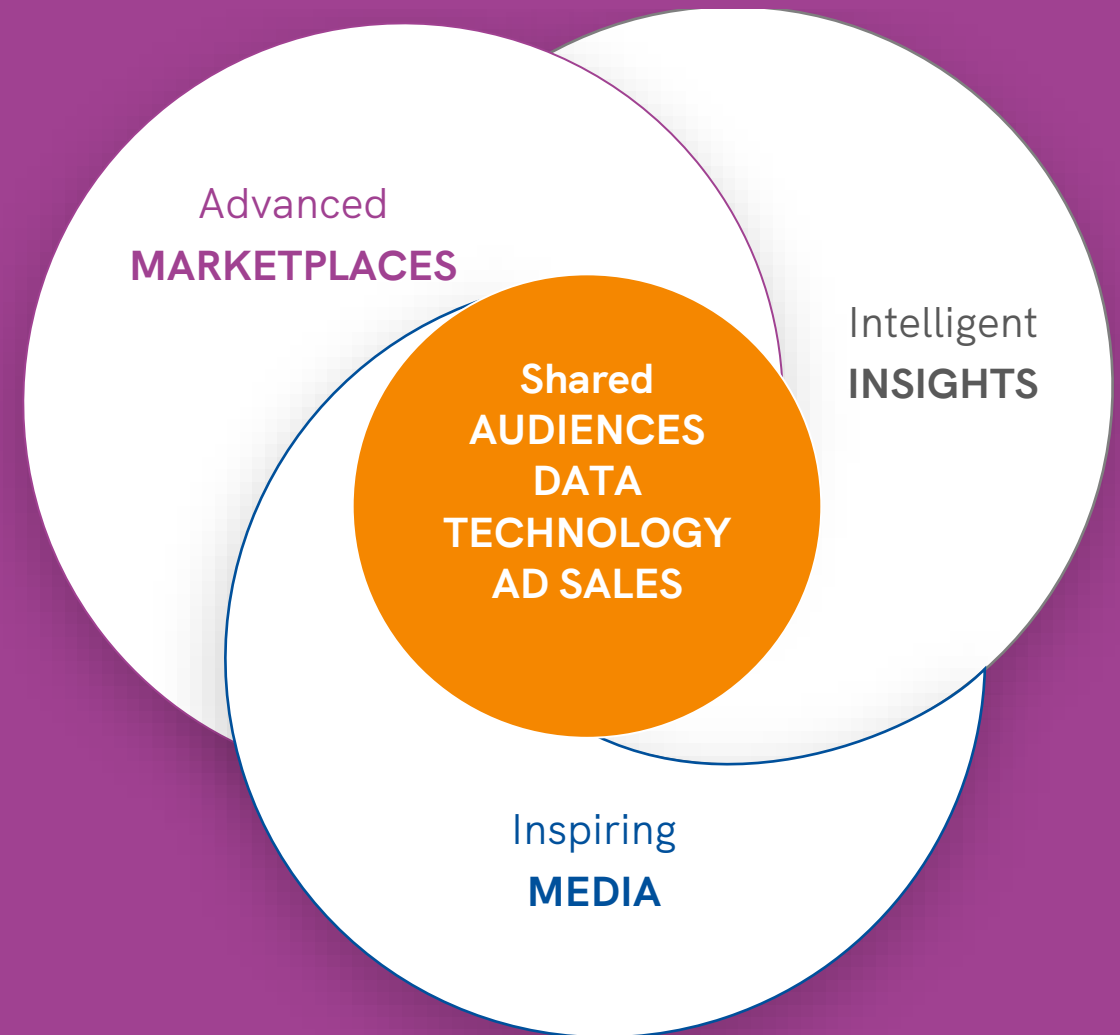 Advanced
MARKETPLACES
Intelligent
INSIGHTS
Shared
AUDIENCES
DATA
TECHNOLOGY
AD SALES
Inspiring
MEDIA